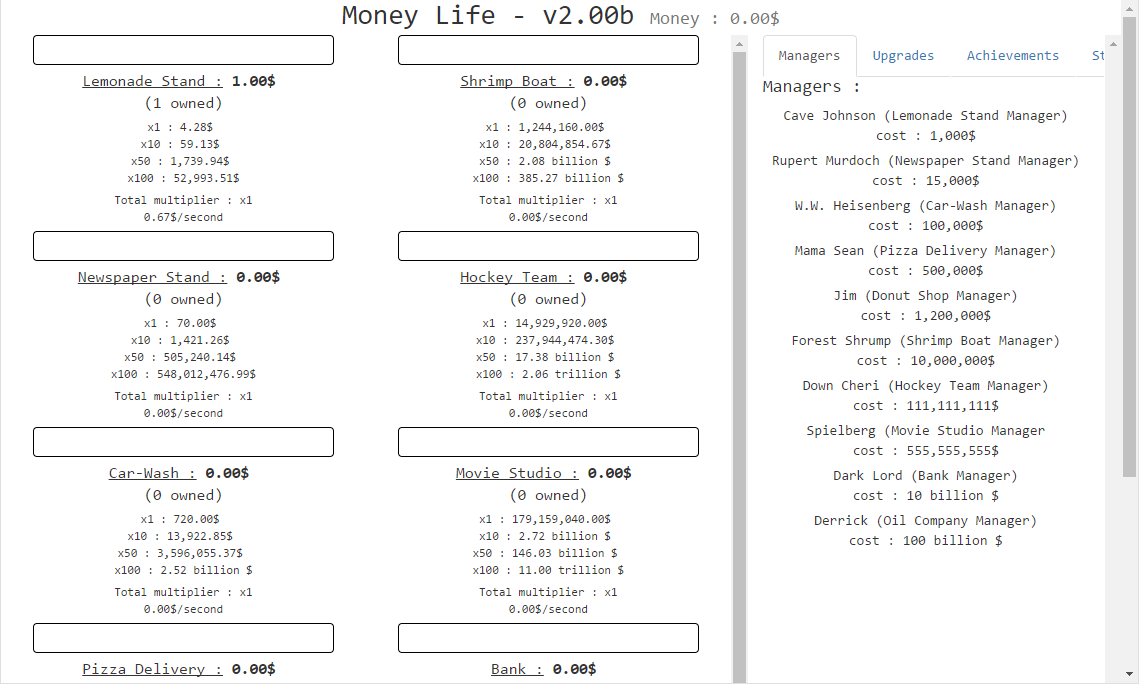 Money Life - v2.00b Money : 0.00$
Lemonade Stand : 1.00$
(1 owned)
x1 : 4.28$
x10 : 59.13$
x50 : 1,739.94$
x100 : 52,993.51$
Total multiplier : x1
0.67$/second
Newspaper Stand : 0.00$
(0 owned)
x1 : 70.00$
x10 : 1,421.26$
x50 : 505,240.14$
x100 : 548,012,476.99$
Total multiplier : x1
0.00$/second
Car-Wash : 0.00$
(0 owned)
x1 : 720.00$
x10 : 13,922.85$
x50 : 3,596,055.37$
x100 : 2.52 billion $
Total multiplier : x1
0.00$/second
Pizza Delivery : 0.00$
Shrimp Boat : 0.00$
(0 owned)
x1 : 1,244,160.00$
x10 : 20,804,854.67$
x50 : 2.08 billion $
x100 : 385.27 billion $
Total multiplier : x1
0.00$/second
Hockey Team : 0.00$
(0 owned)
x1 : 14,929,920.00$
x10 : 237,944,474.30$
x50 : 17.38 billion $
x100 : 2.06 trillion $
Total multiplier : x1
0.00$/second
Movie Studio : 0.00$
(0 owned)
x1 : 179,159,040.00$
x10 : 2.72 billion $
x50 : 146.03 billion $
x100 : 11.00 trillion $
Total multiplier : x1
0.00$/second
Bank : 0.00$
Managers Upgrades Achievements St
Managers :
Cave Johnson (Lemonade Stand Manager)
cost : 1,000$
Rupert Murdoch (Newspaper Stand Manager)
cost : 15,000$
W.W. Heisenberg (Car-Wash Manager)
cost : 100,000$
Mama Sean (Pizza Delivery Manager)
cost : 500,000$
Jim (Donut Shop Manager)
cost : 1,200,000$
Forest Shrump (Shrimp Boat Manager)
cost : 10,000,000$
Down Cheri (Hockey Team Manager)
cost : 111,111,111$
Spielberg (Movie Studio Manager
cost : 555,555,555$
Dark Lord (Bank Manager)
cost : 10 billion $
Derrick (Oil Company Manager)
cost : 100 billion $